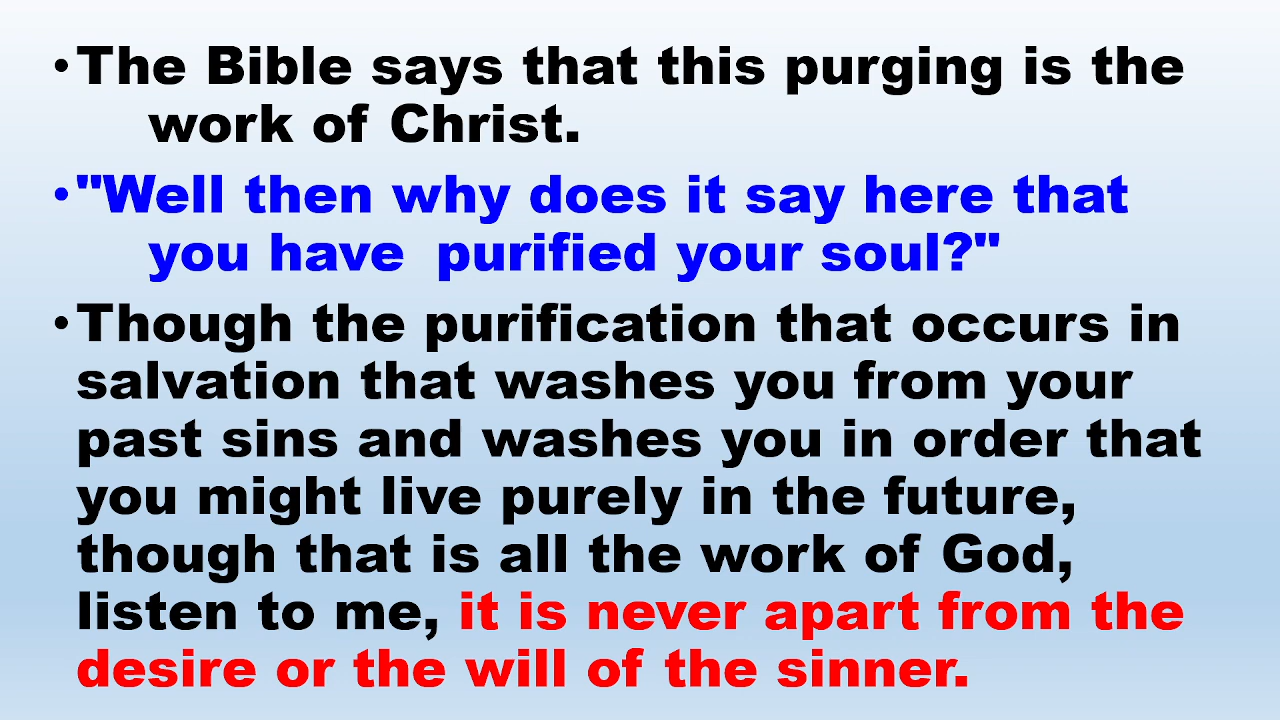 •The Bible says that this purging is the
work of Christ.
•"Well then why does it say here that
you have  purified your soul?"
•Though the purification that occurs in
salvation that washes you from your
past sins and washes you in order that
you might live purely in the future,
though that is all the work of God,
listen to me, it is never apart from the
desire or the will of the sinner.